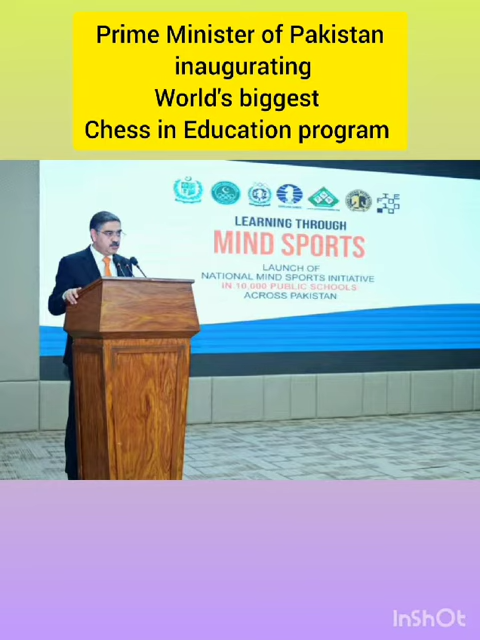 Prime Minister of Pakistan
inaugurating
World's biggest
Chess in Education program
LEARNING THROUGH
MIND SPORTS
LAUNCH OF
NATIONAL MIND SPORTS INITIATIVE
IN 10,000 PUBLIC SCHOOLS
ACROSS PAKISTAN
InShOt